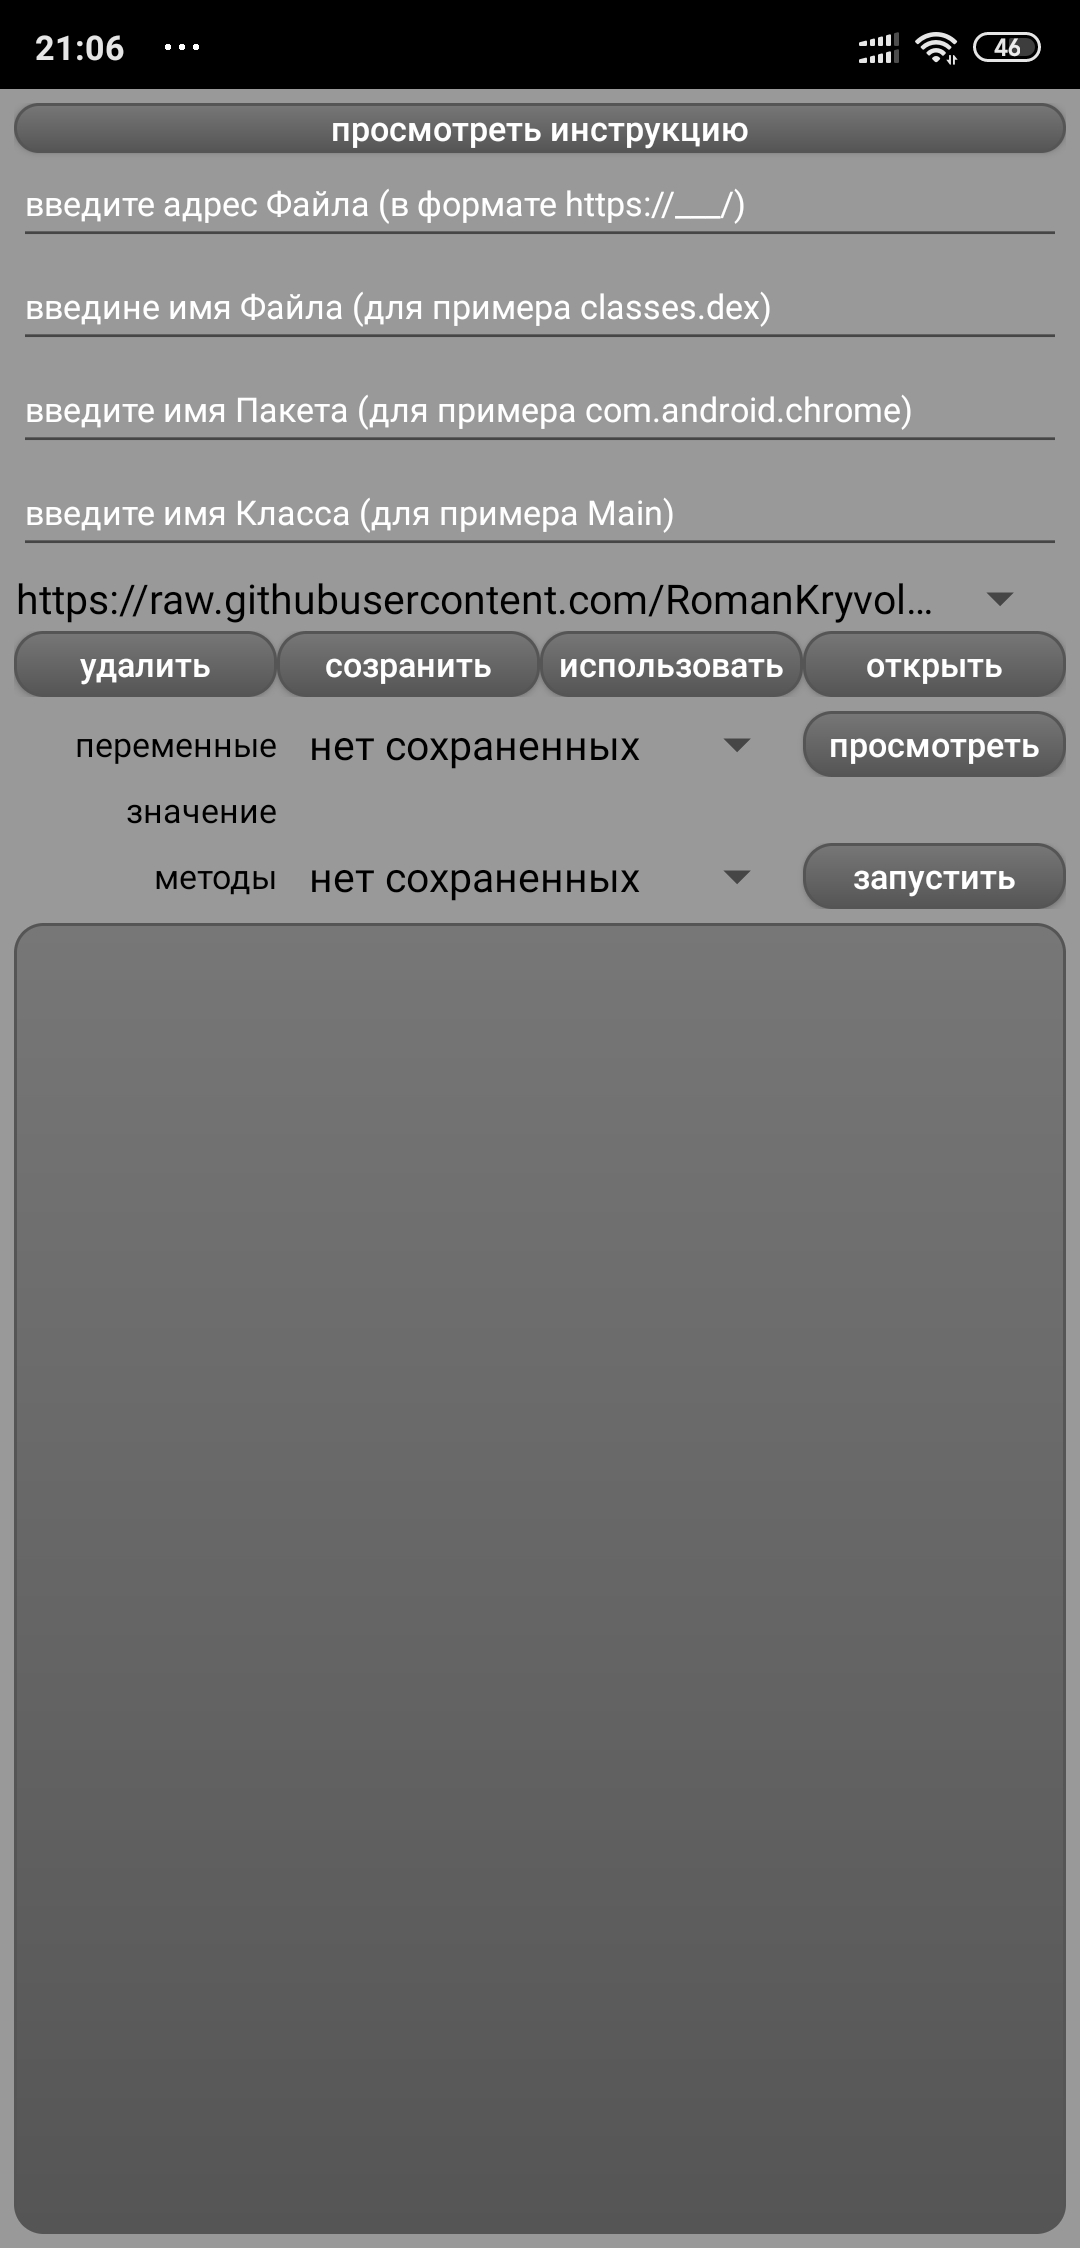 21:06 ... 46
просмотреть инструкцию
введите адрес Файла (в формате https://___/)
введине имя Файла (для примера classes.dex)
введите имя Пакета (для примера com.android.chrome)
введите имя Класса (для примера Main)
https://raw.githubusercontent.com/RomanKryvol...
удалить созранить использовать открыть
переменные нет сохраненных просмотреть
значение
методы нет сохраненных запустить